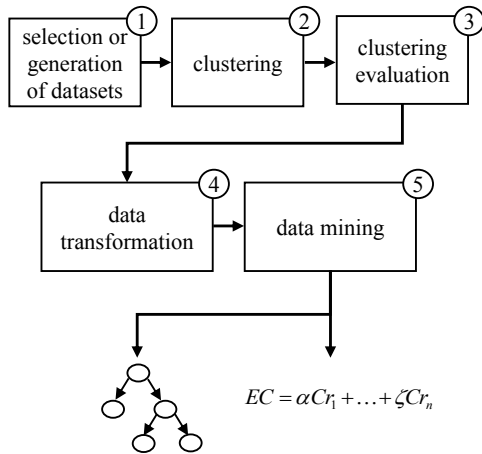 1
selection or
generation
of datasets
2
clustering
3
clustering
evaluation
4
data
transformation
5
data mining
EC = αCr₁ + … + ζCrₙ